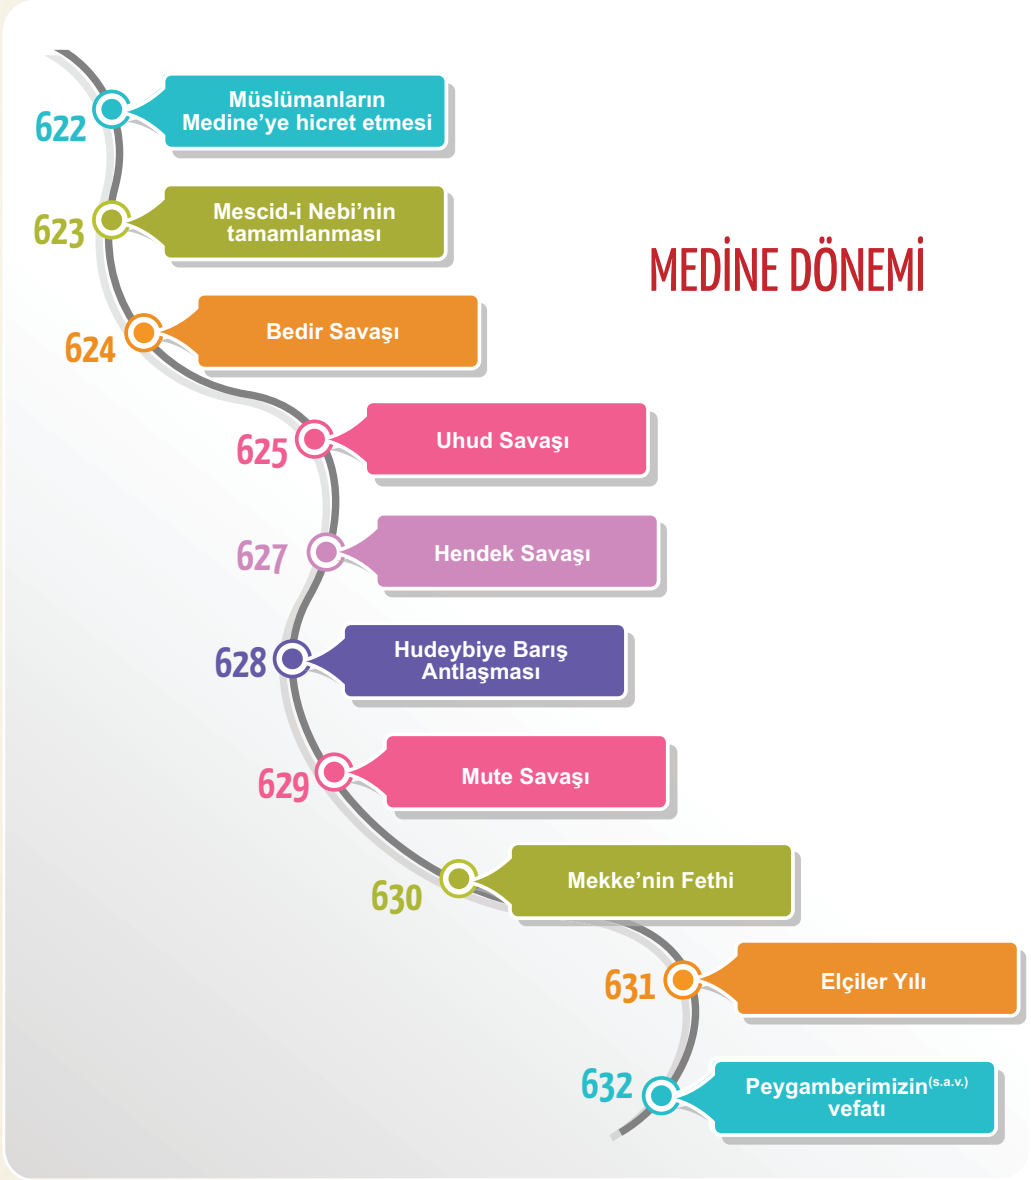 622
Müslümanların
Medine’ye hicret etmesi
623
Mescid-i Nebi’nin
tamamlanması
MEDİNE DÖNEMİ
624
Bedir Savaşı
625
Uhud Savaşı
627
Hendek Savaşı
628
Hudeybiye Barış
Antlaşması
629
Mute Savaşı
630
Mekke’nin Fethi
631
Elçiler Yılı
632
Peygamberimizin(s.a.v.)
vefatı